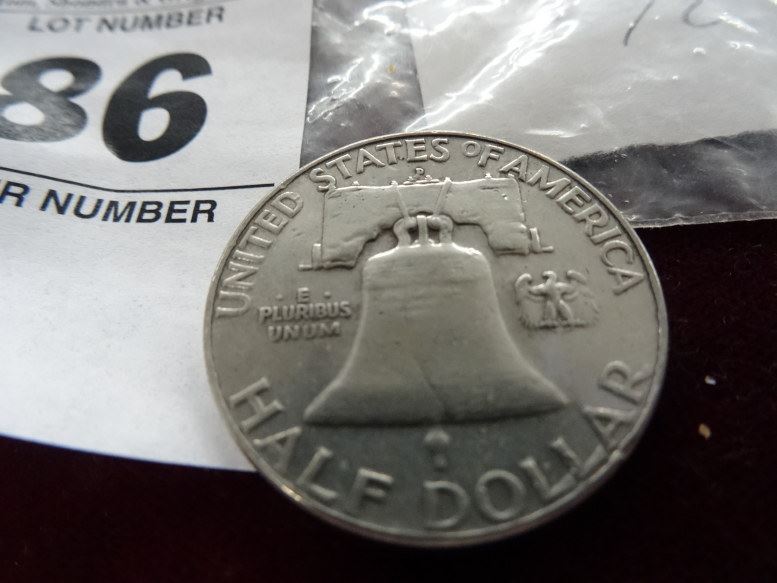 LOT NUMBER
86
R NUMBER
UNITED STATES OF AMERICA
D
E
PLURIBUS
UNUM
HALF DOLLAR